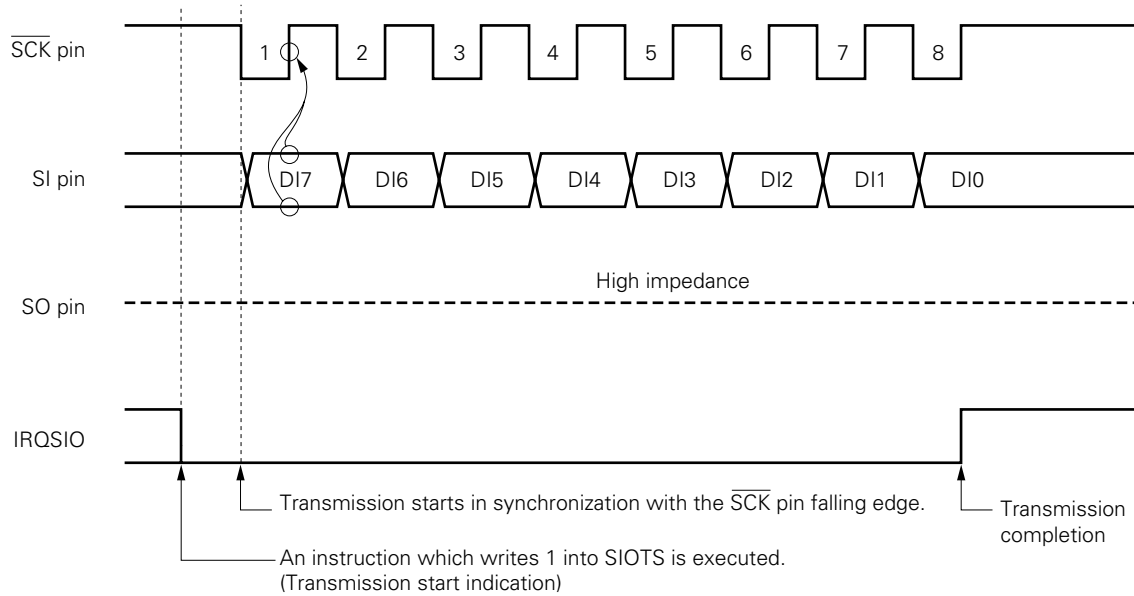 SCK pin
1 2 3 4 5 6 7 8
SI pin
DI7 DI6 DI5 DI4 DI3 DI2 DI1 DI0
High impedance
SO pin
IRQSIO
Transmission starts in synchronization with the SCK pin falling edge.
Transmission
completion
An instruction which writes 1 into SIOTS is executed.
(Transmission start indication)